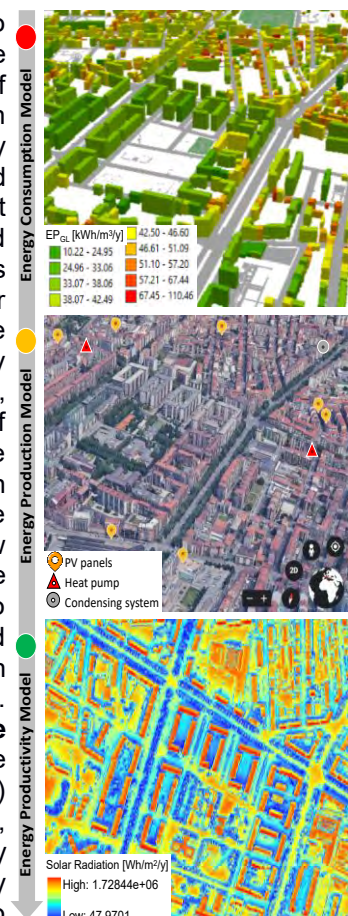 o
e
f
n
y
d
t
d
s
r
e
y
,
f
e
n
e
v
e
o
d
n
.
e
e
)
,
y
y
o
Energy Consumption Model
EP_GL [kWh/m³/y]
10.22 - 24.95
24.96 - 33.06
33.07 - 38.06
38.07 - 42.49
42.50 - 46.60
46.61 - 51.09
51.10 - 57.20
57.21 - 67.44
67.45 - 110.46
Energy Production Model
PV panels
Heat pump
Condensing system
2D
Energy Productivity Model
Solar Radiation [Wh/m²/y]
High: 1.72844e+06
Low: 47.9701